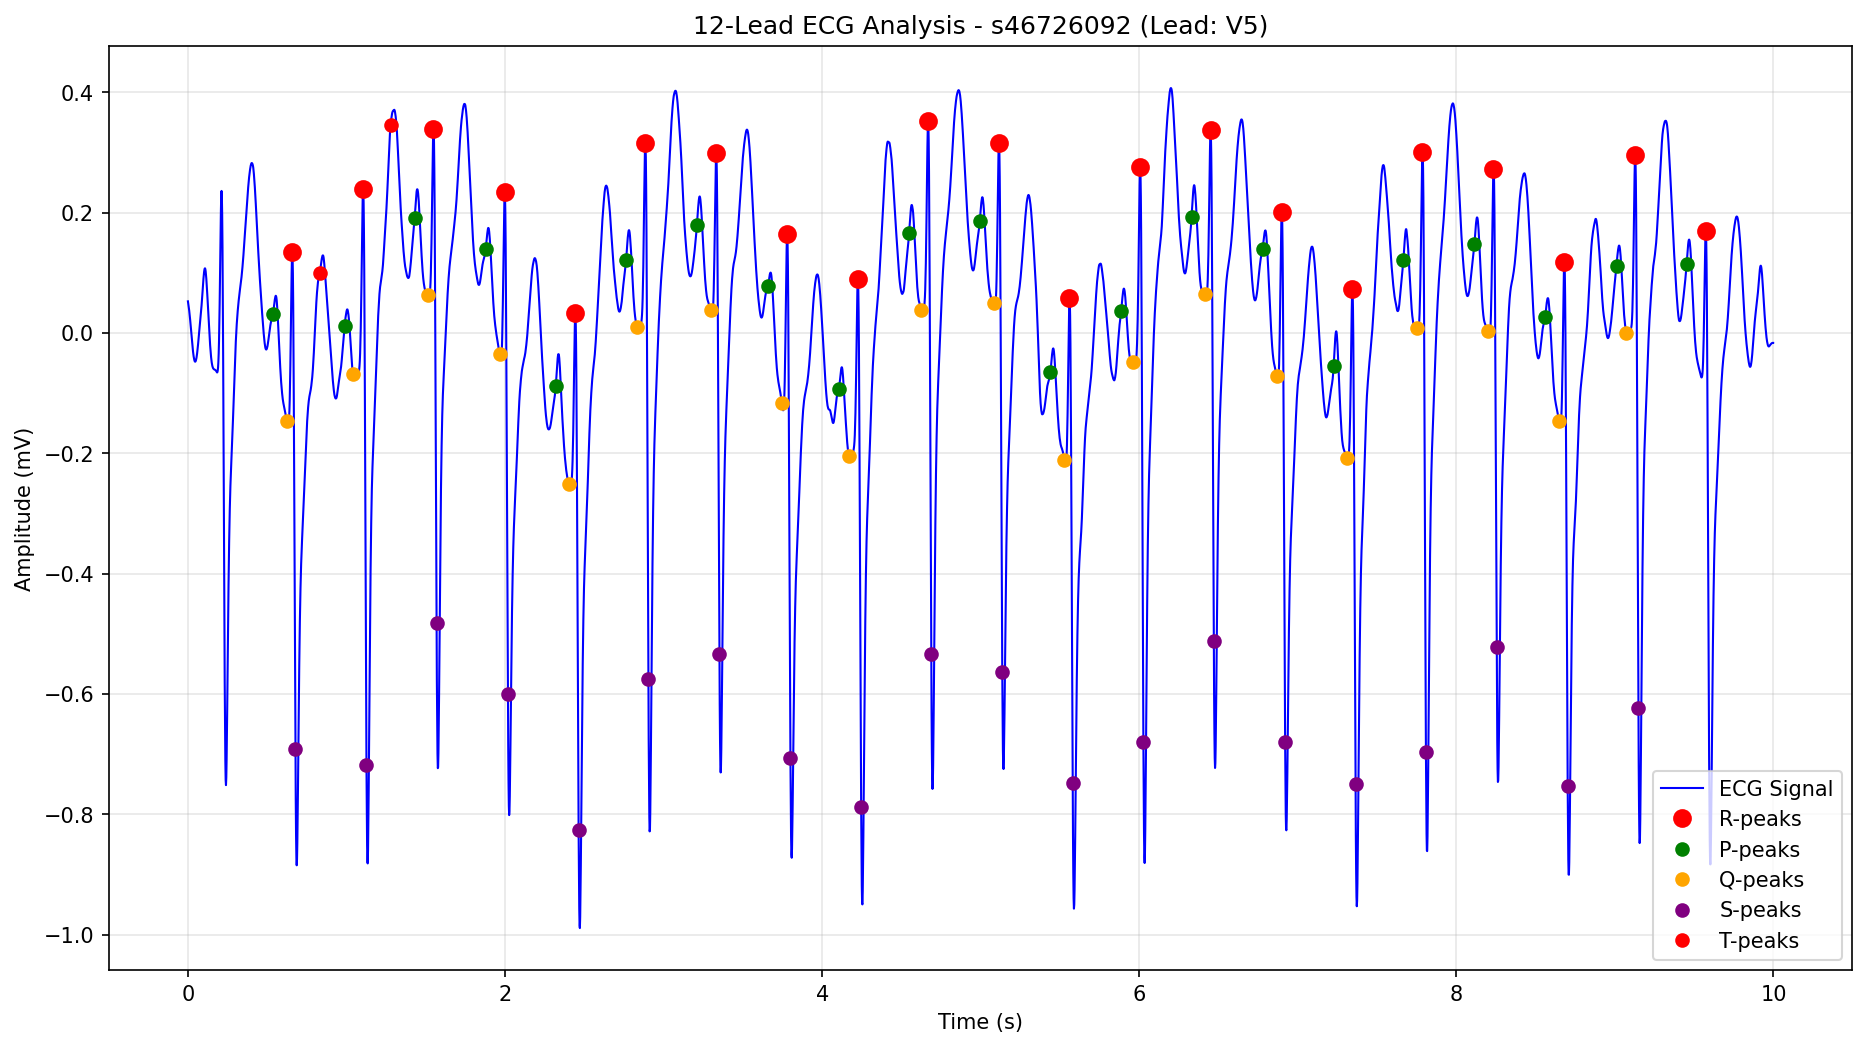 12-Lead ECG Analysis - s46726092 (Lead: V5)
Amplitude (mV)
0.4
0.2
0.0
−0.2
−0.4
−0.6
−0.8
−1.0
ECG Signal
R-peaks
P-peaks
Q-peaks
S-peaks
T-peaks
0 2 4 6 8 10
Time (s)